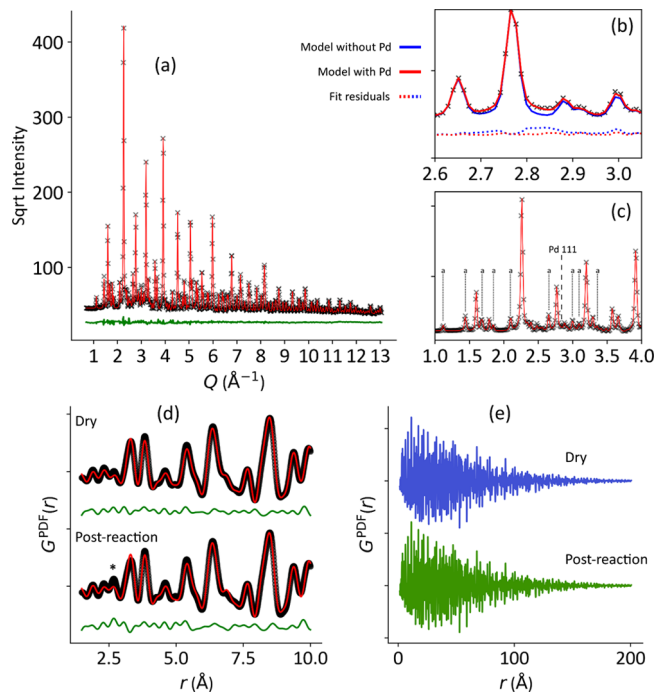 400
300
200
100
Sqrt Intensity
(a)
1 2 3 4 5 6 7 8 9 10 11 12 13
Q (Å⁻¹)
(b)
Model without Pd
Model with Pd
Fit residuals
2.6 2.7 2.8 2.9 3.0
(c)
Pd 111
a a a a a a a a a
1.0 1.5 2.0 2.5 3.0 3.5 4.0
(d)
Dry
Post-reaction
*
G^PDF(r)
2.5 5.0 7.5 10.0
r (Å)
(e)
Dry
Post-reaction
G^PDF(r)
0 100 200
r (Å)